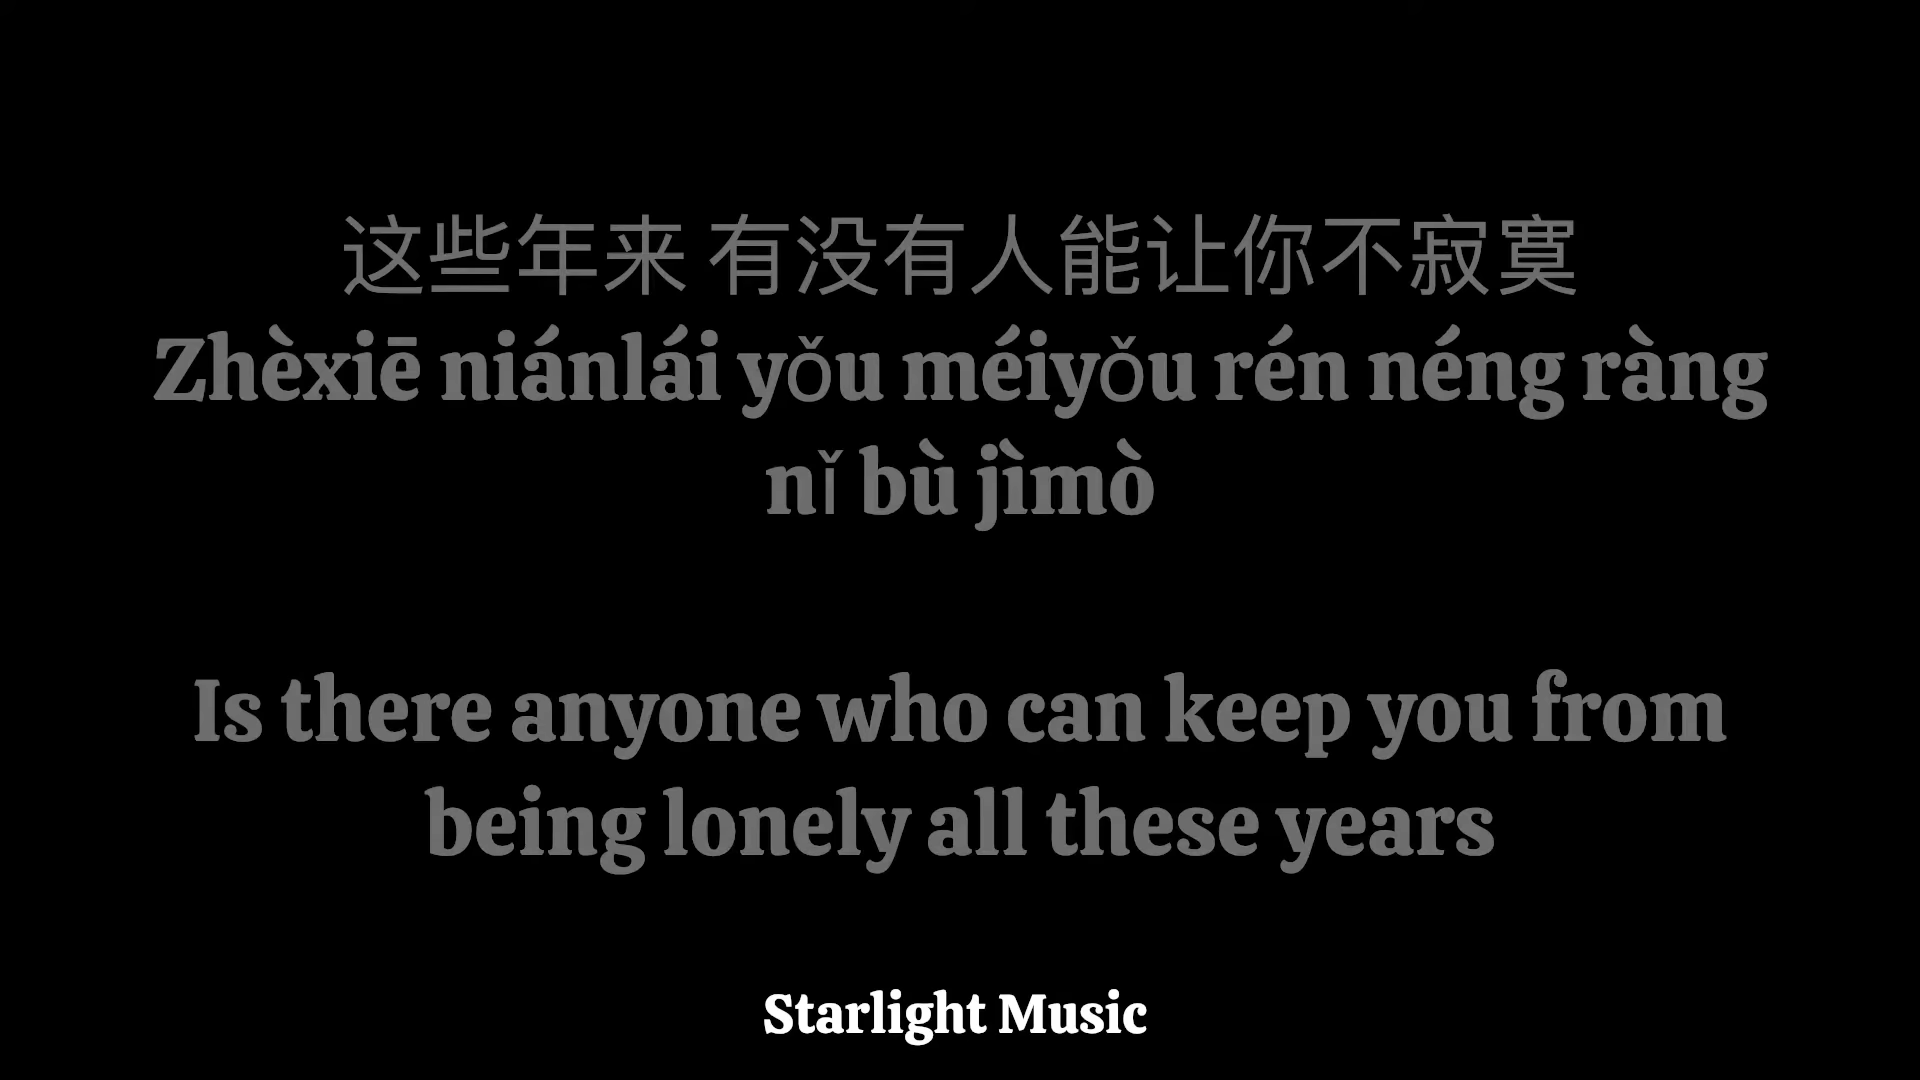 这些年来 有没有人能让你不寂寞
Zhèxiē niánlái yǒu méiyǒu rén néng ràng
nǐ bù jìmò
Is there anyone who can keep you from
being lonely all these years
Starlight Music